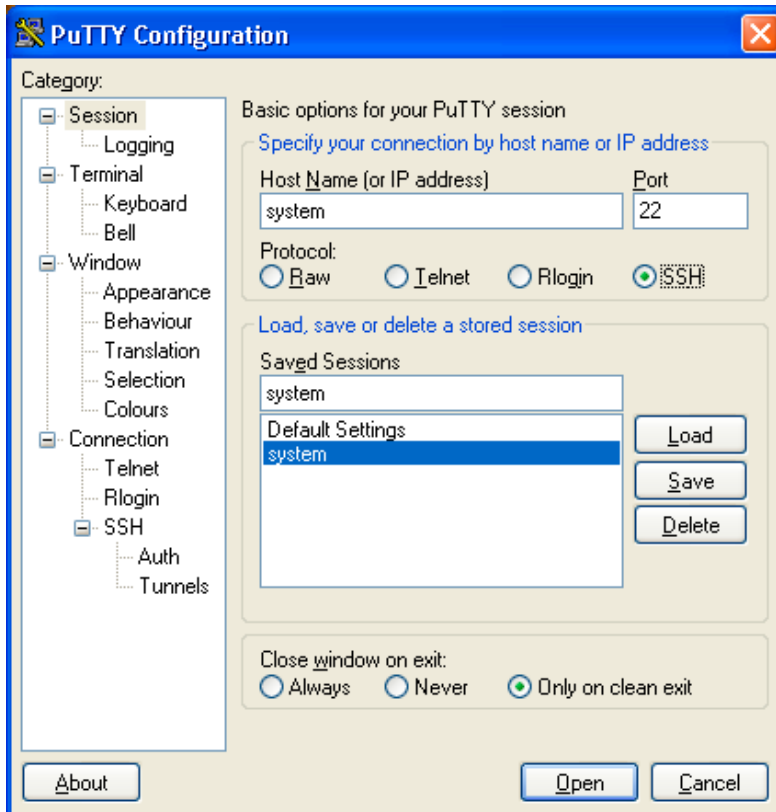 PuTTY Configuration
Category:
Session
Logging
Terminal
Keyboard
Bell
Window
Appearance
Behaviour
Translation
Selection
Colours
Connection
Telnet
Rlogin
SSH
Auth
Tunnels
Basic options for your PuTTY session
Specify your connection by host name or IP address
Host Name (or IP address) Port
system 22
Protocol:
Raw Telnet Rlogin SSH
Load, save or delete a stored session
Saved Sessions
system
Default Settings
system
Load
Save
Delete
Close window on exit:
Always Never Only on clean exit
About Open Cancel